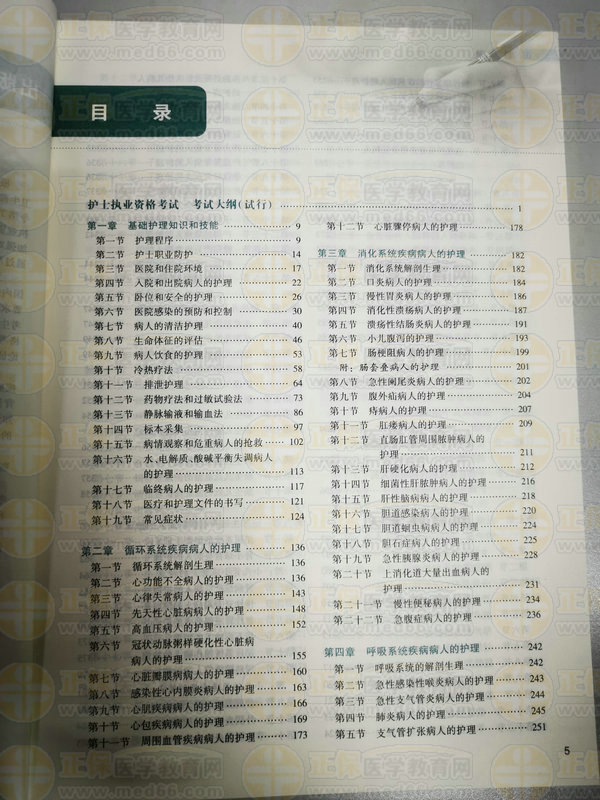 目 录
护士执业资格考试 考试大纲(试行) 1
第一章 基础护理知识和技能 9
第一节 护理程序 9
第二节 护士职业防护 14
第三节 医院和住院环境 17
第四节 入院和出院病人的护理 22
第五节 卧位和安全的护理 26
第六节 医院感染的预防和控制 30
第七节 病人的清洁护理 40
第八节 生命体征的评估 46
第九节 病人饮食的护理 53
第十节 冷热疗法 58
第十一节 排泄护理 64
第十二节 药物疗法和过敏试验法 73
第十三节 静脉输液和输血法 86
第十四节 标本采集 97
第十五节 病情观察和危重病人的抢救 102
第十六节 水、电解质、酸碱平衡失调病人
的护理 113
第十七节 临终病人的护理 117
第十八节 医疗和护理文件的书写 121
第十九节 常见症状 124
第二章 循环系统疾病病人的护理 136
第一节 循环系统解剖生理 136
第二节 心功能不全病人的护理 136
第三节 心律失常病人的护理 143
第四节 先天性心脏病病人的护理 148
第五节 高血压病人的护理 152
第六节 冠状动脉粥样硬化性心脏病
病人的护理 155
第七节 心脏瓣膜病病人的护理 160
第八节 感染性心内膜炎病人的护理 163
第九节 心肌疾病病人的护理 166
第十节 心包疾病病人的护理 169
第十一节 周围血管疾病病人的护理 173
第十二节 心脏骤停病人的护理 178
第三章 消化系统疾病病人的护理 182
第一节 消化系统解剖生理 182
第二节 口炎病人的护理 184
第三节 慢性胃炎病人的护理 186
第四节 消化性溃疡病人的护理 187
第五节 溃疡性结肠炎病人的护理 191
第六节 小儿腹泻的护理 193
第七节 肠梗阻病人的护理 199
附:肠套叠病人的护理 201
第八节 急性阑尾炎病人的护理 202
第九节 腹外疝病人的护理 204
第十节 痔病人的护理 207
第十一节 肛瘘病人的护理 209
第十二节 直肠肛管周围脓肿病人的
护理 211
第十三节 肝硬化病人的护理 212
第十四节 细菌性肝脓肿病人的护理 216
第十五节 肝性脑病病人的护理 218
第十六节 胆道感染病人的护理 220
第十七节 胆道蛔虫病病人的护理 224
第十八节 胆石症病人的护理 225
第十九节 急性胰腺炎病人的护理 227
第二十节 上消化道大量出血病人的
护理 231
第二十一节 慢性便秘病人的护理 234
第二十二节 急腹症病人的护理 236
第四章 呼吸系统疾病病人的护理 242
第一节 呼吸系统的解剖生理 242
第二节 急性感染性喉炎病人的护理 243
第三节 急性支气管炎病人的护理 244
第四节 肺炎病人的护理 245
第五节 支气管扩张病人的护理 251
5
正保医学教育网
www.med66.com